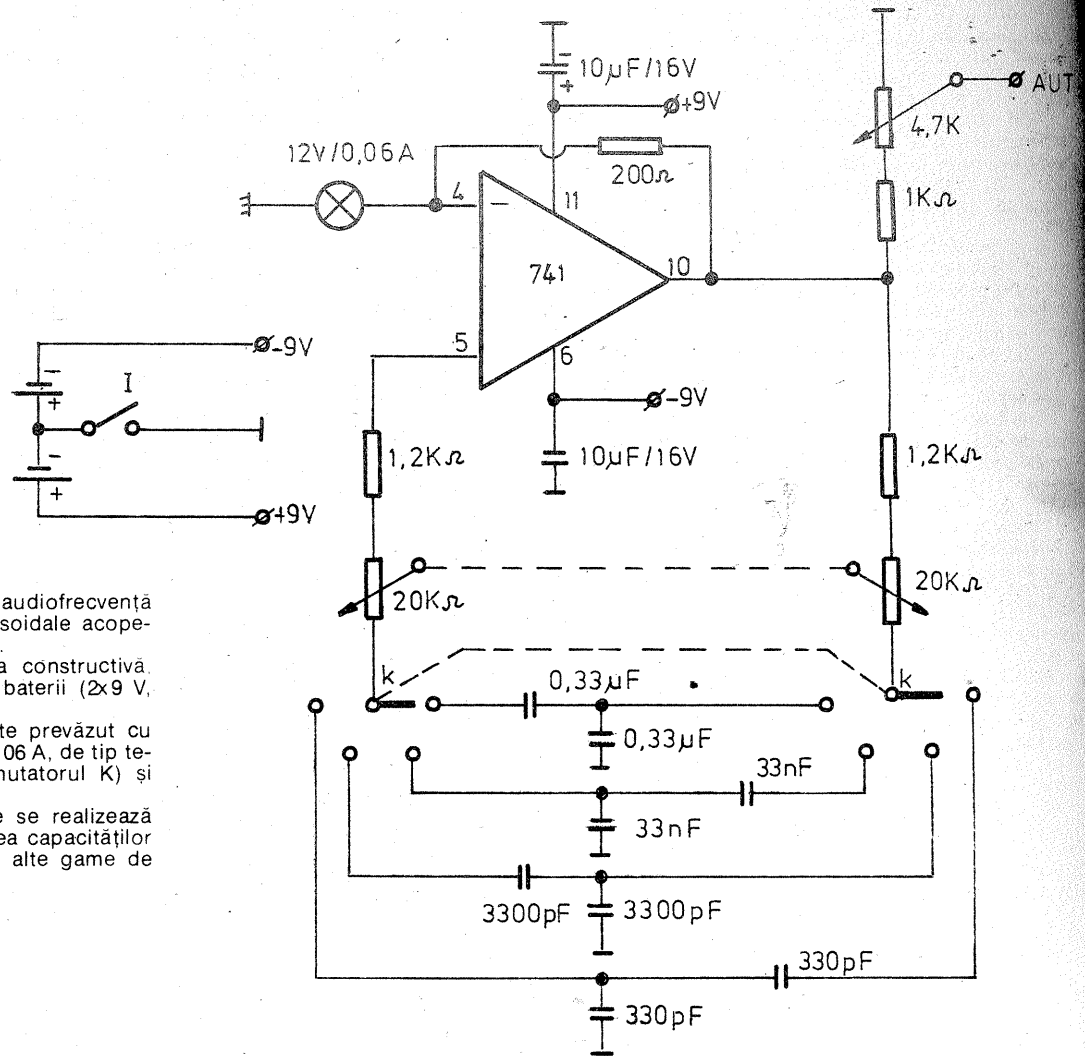 10µF/16V
+9V
AUT
12V/0,06A
200Ω
4,7K
4
11
1KΩ
741
10
-9V
5
6
I
-9V
1,2KΩ
10µF/16V
1,2KΩ
+9V
20KΩ
20KΩ
audiofrecvență
soidale acope-
a constructivă.
baterii (2x9 V,
te prevăzut cu
06 A, de tip te-
nutatorul K) și
e se realizează
ea capacităților
alte game de
k
0,33µF
k
0,33µF
33nF
33nF
3300pF
3300pF
330pF
330pF